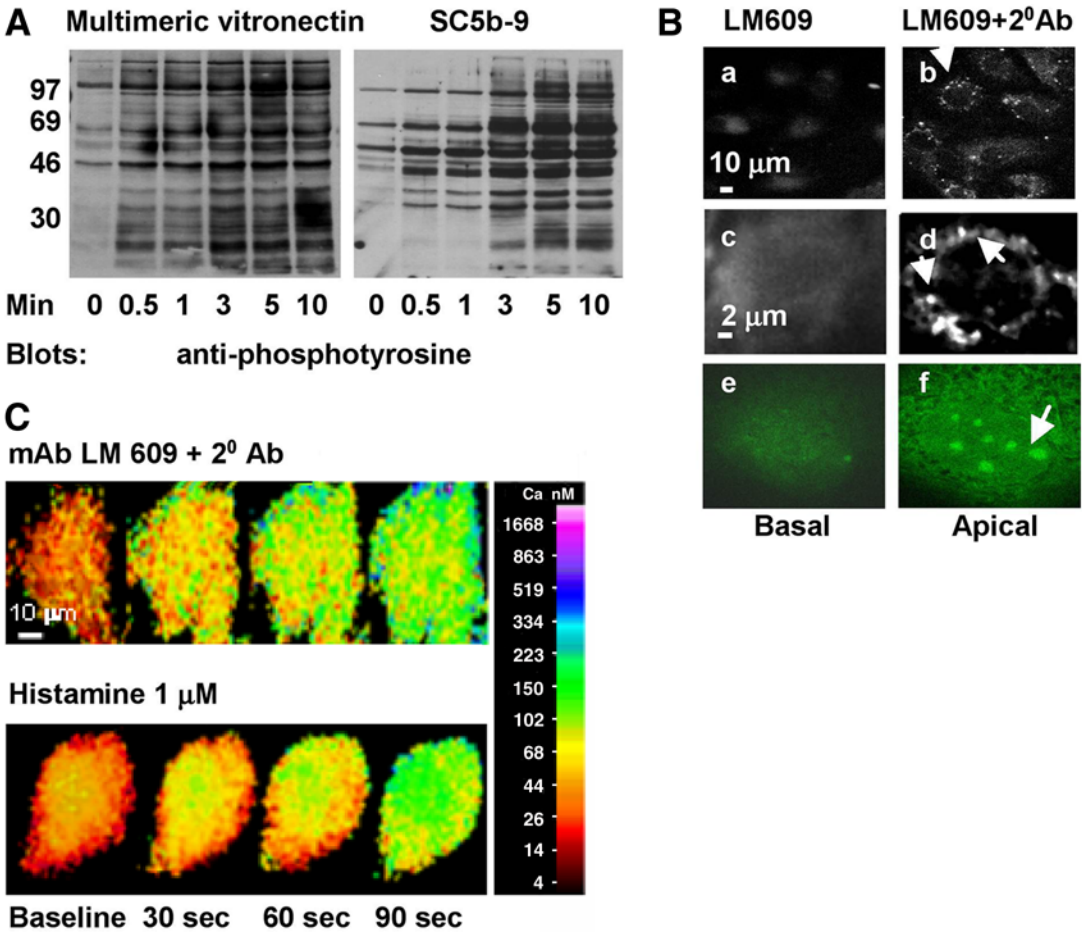 A
Multimeric vitronectin
SC5b-9
97
69
46
30
Min 0 0.5 1 3 5 10 0 0.5 1 3 5 10
Blots: anti-phosphotyrosine
B
LM609 LM609+2⁰Ab
a
b
10 µm
c
d
2 µm
e
f
Basal Apical
C
mAb LM 609 + 2⁰ Ab
10 µm
Ca nM
1668
863
519
334
223
150
102
68
44
26
14
4
Histamine 1 µM
Baseline 30 sec 60 sec 90 sec